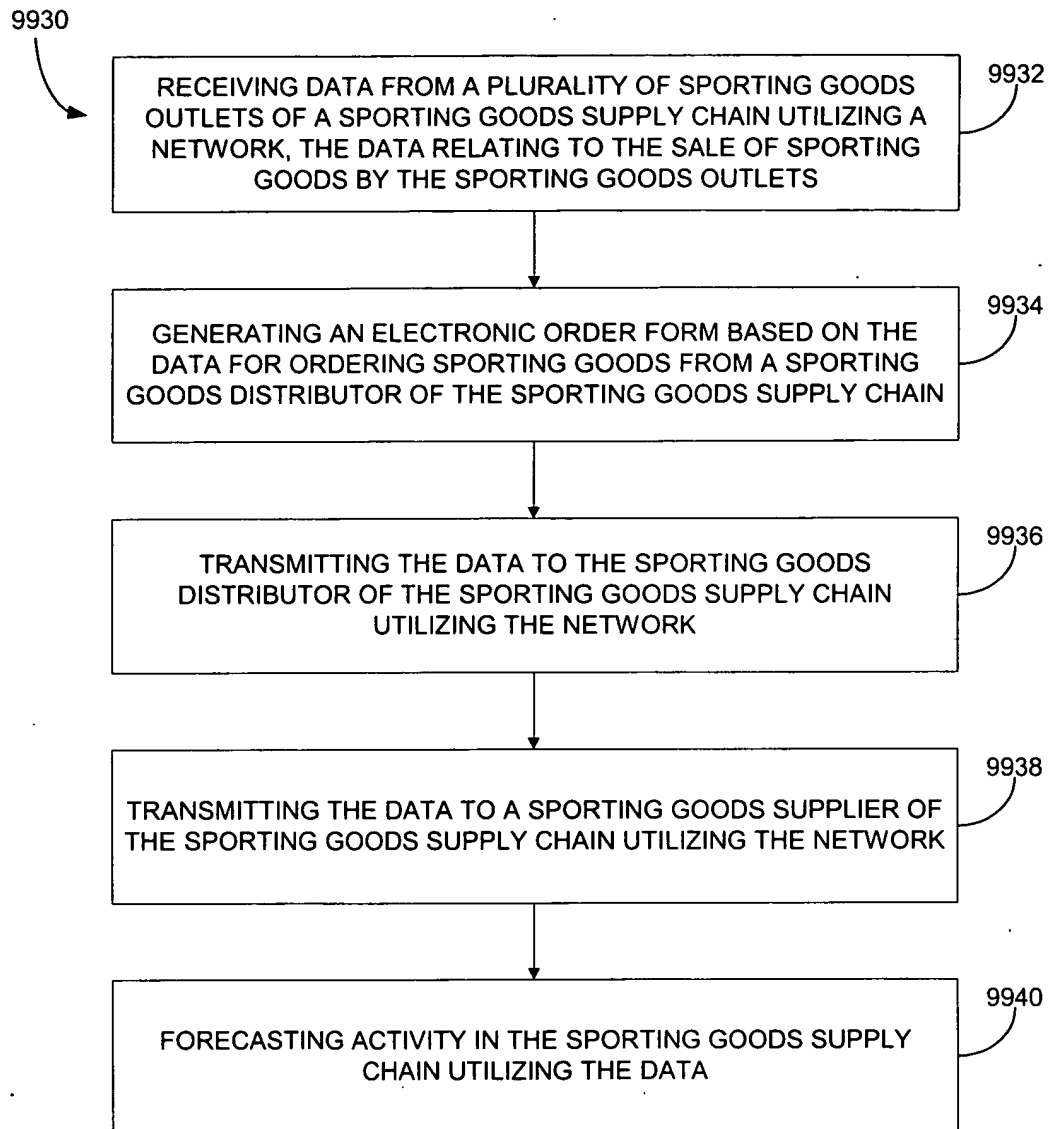 9930
RECEIVING DATA FROM A PLURALITY OF SPORTING GOODS
OUTLETS OF A SPORTING GOODS SUPPLY CHAIN UTILIZING A
NETWORK, THE DATA RELATING TO THE SALE OF SPORTING
GOODS BY THE SPORTING GOODS OUTLETS
9932
GENERATING AN ELECTRONIC ORDER FORM BASED ON THE
DATA FOR ORDERING SPORTING GOODS FROM A SPORTING
GOODS DISTRIBUTOR OF THE SPORTING GOODS SUPPLY CHAIN
9934
TRANSMITTING THE DATA TO THE SPORTING GOODS
DISTRIBUTOR OF THE SPORTING GOODS SUPPLY CHAIN
UTILIZING THE NETWORK
9936
TRANSMITTING THE DATA TO A SPORTING GOODS SUPPLIER OF
THE SPORTING GOODS SUPPLY CHAIN UTILIZING THE NETWORK
9938
FORECASTING ACTIVITY IN THE SPORTING GOODS SUPPLY
CHAIN UTILIZING THE DATA
9940